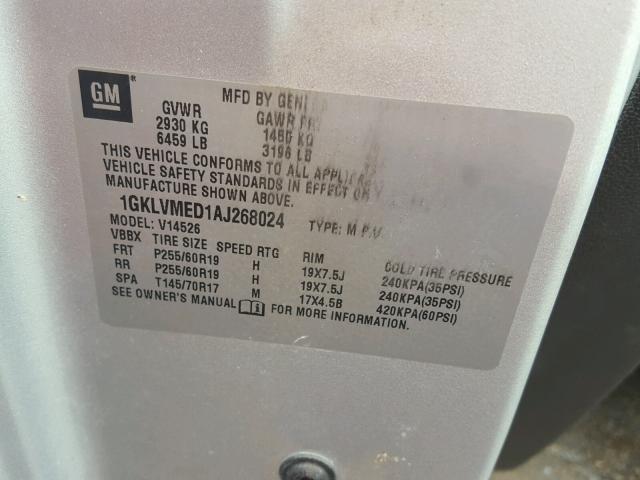 GM
MFD BY
GVWR GAWR
2930 KG KG
6459 LB 3196 LB
THIS VEHICLE CONFORMS TO ALL
VEHICLE SAFETY STANDARDS IN EFFECT
MANUFACTURE SHOWN ABOVE.
1GKLVMED1AJ268024 TYPE: M.P.V.
MODEL: V14526
VBBX TIRE SIZE SPEED RTG RIM COLD TIRE PRESSURE
FRT P255/60R19 H 19X7.5J 240KPA(35PSI)
RR P255/60R19 H 19X7.5J 240KPA(35PSI)
SPA T145/70R17 M 17X4.5B 420KPA(60PSI)
SEE OWNER'S MANUAL FOR MORE INFORMATION.